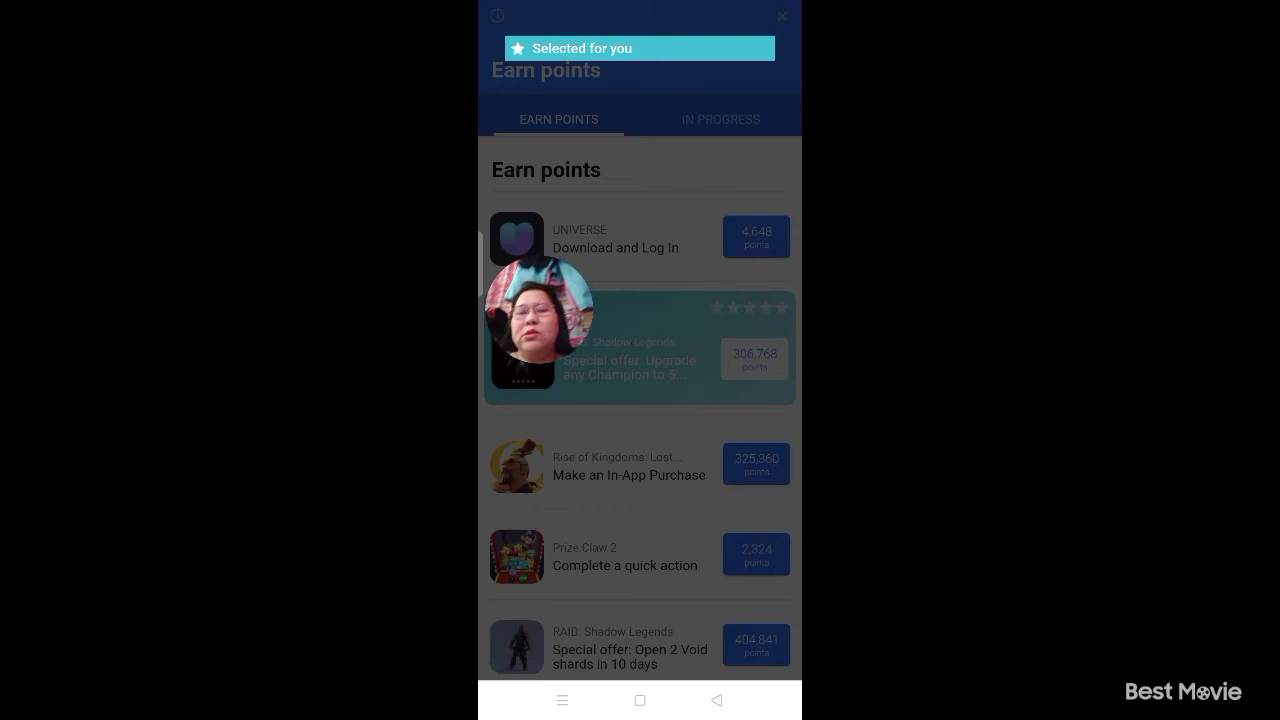 Selected for you
Earn points
EARN POINTS
IN PROGRESS
Earn points
UNIVERSE
Download and Log In
4,648
points
Shadow Legends
Special offer: Upgrade
any Champion to 5...
306,768
points
Rise of Kingdoms: Lost...
Make an In-App Purchase
325,360
points
Prize Claw 2
Complete a quick action
2,324
points
RAID: Shadow Legends
Special offer: Open 2 Void
shards in 10 days
404,841
points
Best Movie